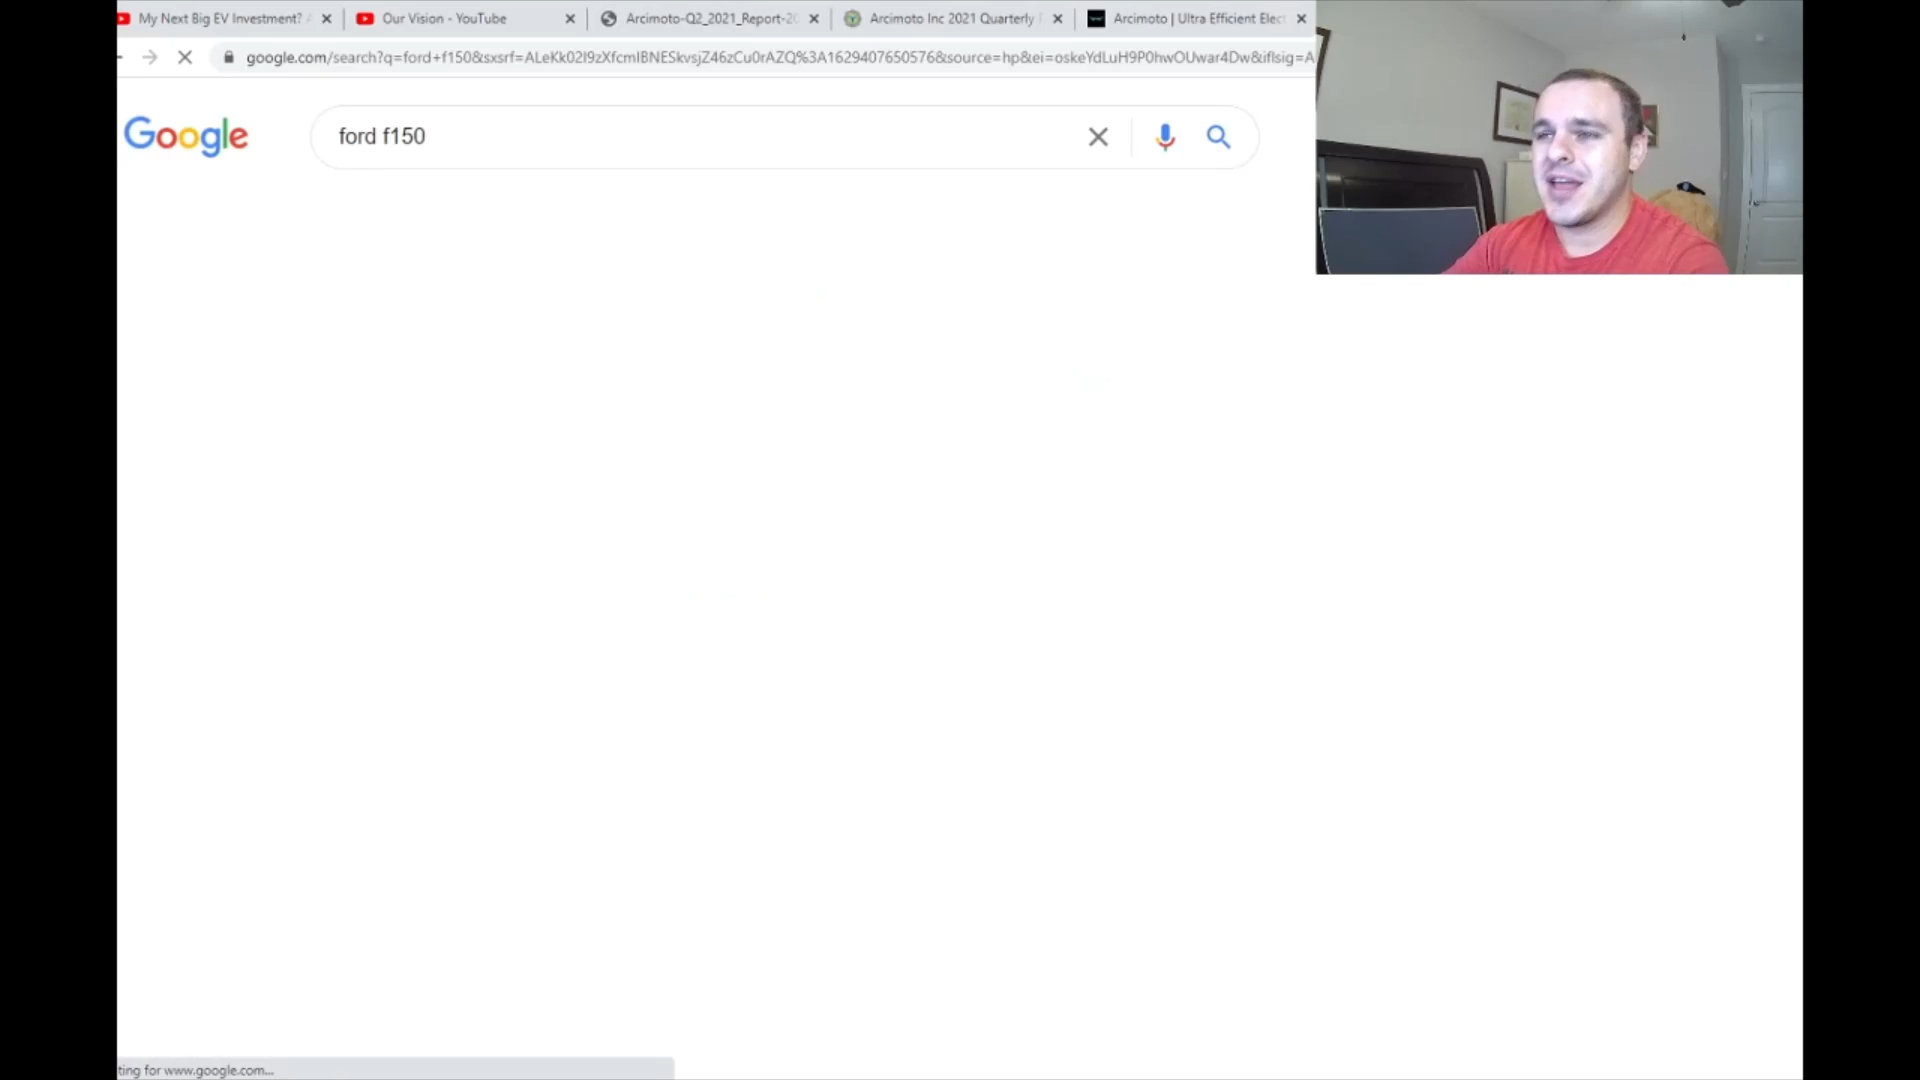 My Next Big EV Investment?
Our Vision - YouTube
Arcimoto-Q2_2021_Report-20
Arcimoto Inc 2021 Quarterly
Arcimoto | Ultra Efficient Elec
google.com/search?q=ford+f150&sxsrf=ALeKk02I9zXfcmIBNESkvsjZ46zCu0rAZQ%3A1629407650576&source=hp&ei=oskeYdLuH9P0hwOUwar4Dw&iflsig=A
Google
ford f150
ting for www.google.com...